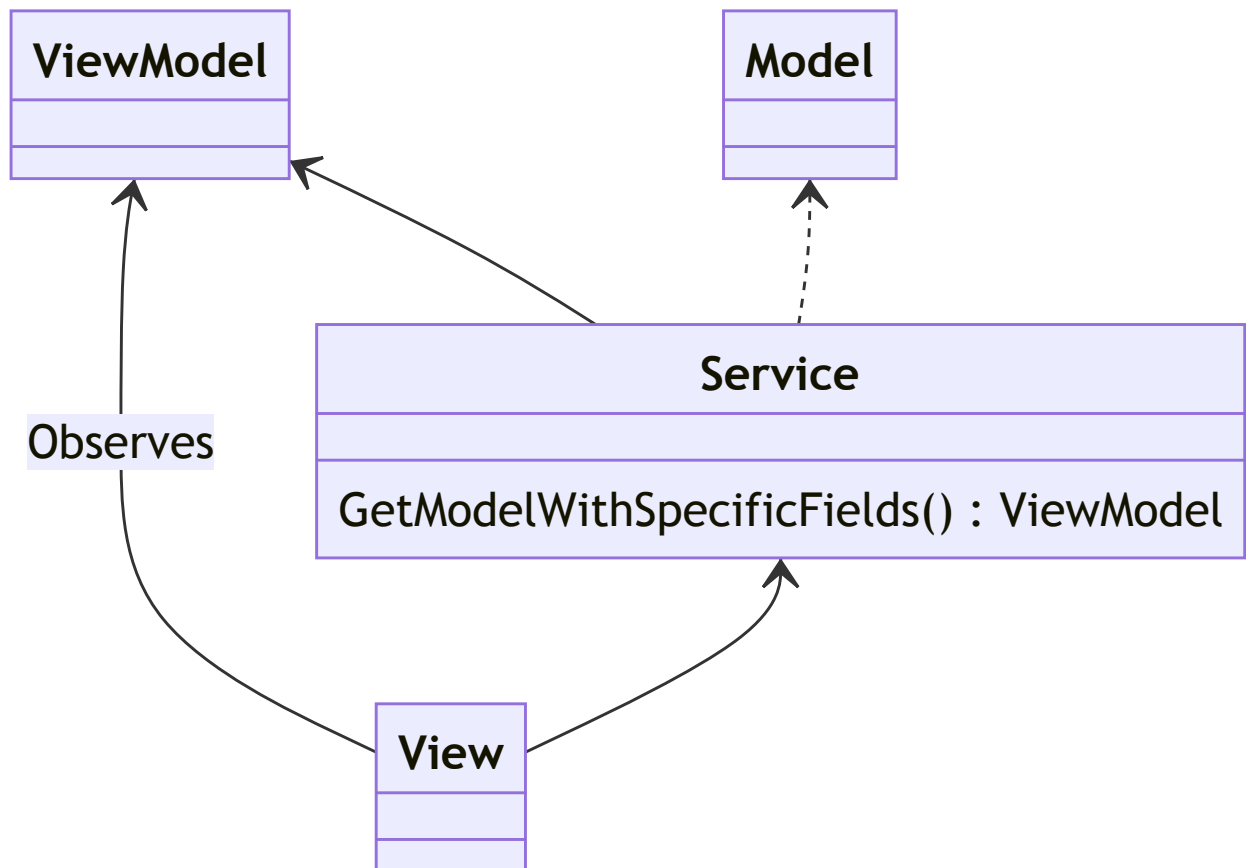 ViewModel
Model
Service
Observes
GetModelWithSpecificFields() : ViewModel
View